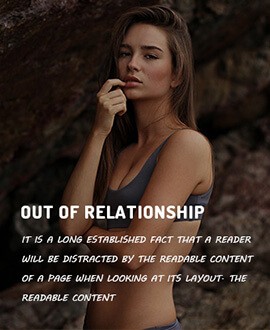 OUT OF RELATIONSHIP
IT IS A LONG ESTABLISHED FACT THAT A READER
WILL BE DISTRACTED BY THE READABLE CONTENT
OF A PAGE WHEN LOOKING AT ITS LAYOUT. THE
READABLE CONTENT